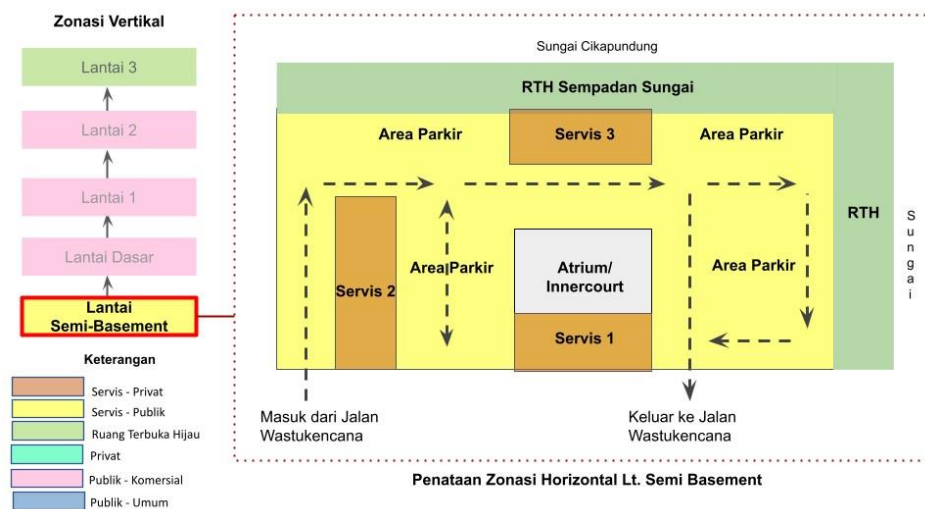 Zonasi Vertikal
Lantai 3
Lantai 2
Lantai 1
Lantai Dasar
Lantai
Semi-Basement
Keterangan
Servis - Privat
Servis - Publik
Ruang Terbuka Hijau
Privat
Publik - Komersial
Publik - Umum
Sungai Cikapundung
RTH Sempadan Sungai
Area Parkir
Servis 3
Area Parkir
RTH
Sungai
Servis 2
Area Parkir
Atrium/
Innercourt
Area Parkir
Servis 1
Masuk dari Jalan
Wastukencana
Keluar ke Jalan
Wastukencana
Penataan Zonasi Horizontal Lt. Semi Basement